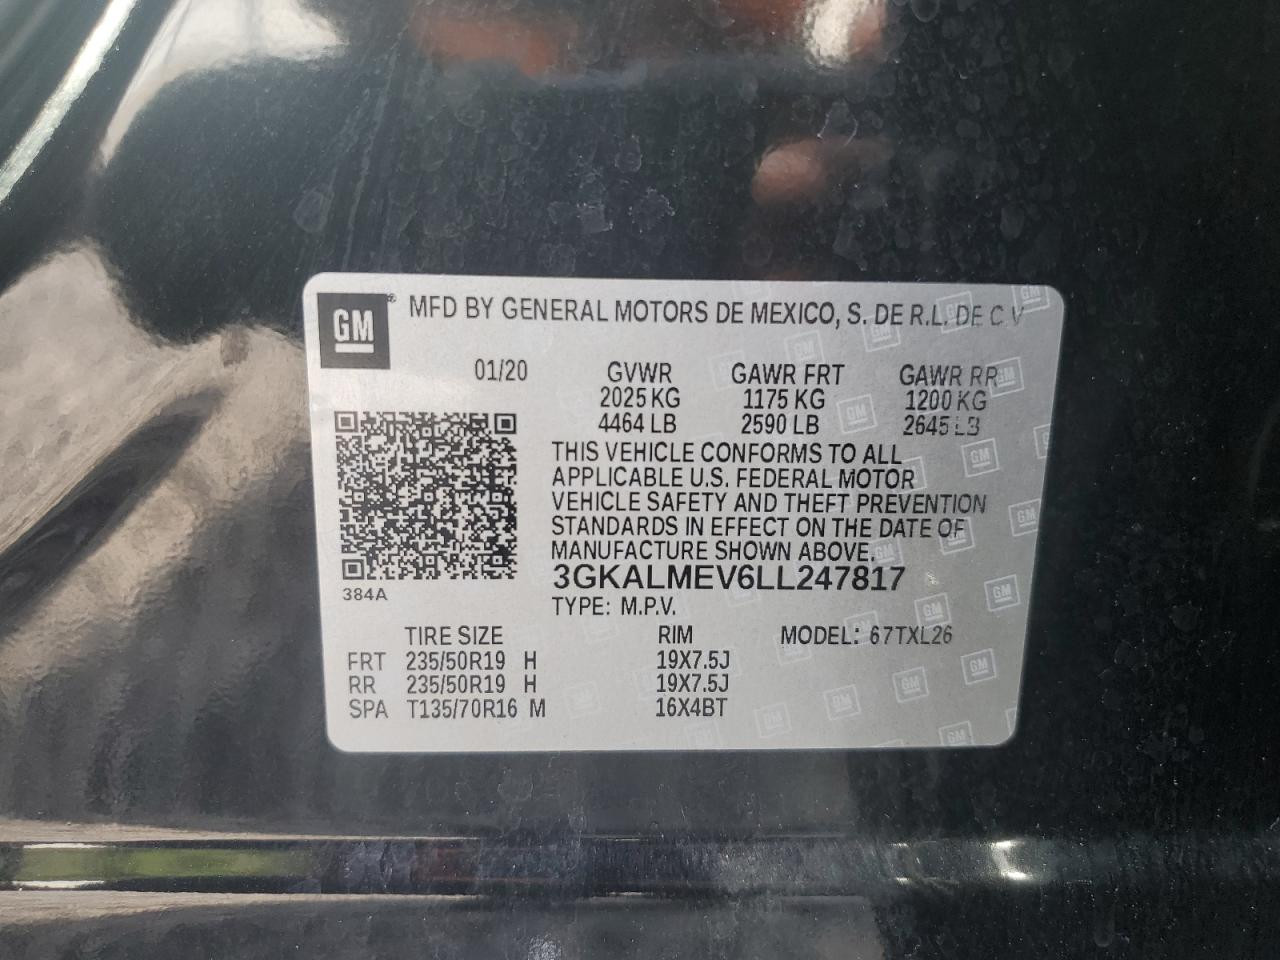 GM® MFD BY GENERAL MOTORS DE MEXICO, S. DE R.L. DE C V
01/20 GVWR GAWR FRT GAWR RR
2025 KG 1175 KG 1200 KG
4464 LB 2590 LB 2645 LB
THIS VEHICLE CONFORMS TO ALL
APPLICABLE U.S. FEDERAL MOTOR
VEHICLE SAFETY AND THEFT PREVENTION
STANDARDS IN EFFECT ON THE DATE OF
MANUFACTURE SHOWN ABOVE.
3GKALMEV6LL247817
384A
TYPE: M.P.V.
TIRE SIZE RIM MODEL: 67TXL26
FRT 235/50R19 H 19X7.5J
RR 235/50R19 H 19X7.5J
SPA T135/70R16 M 16X4BT